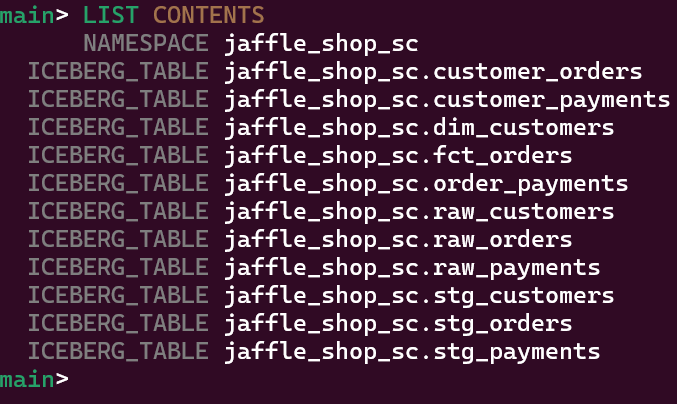 main> LIST CONTENTS
NAMESPACE jaffle_shop_sc
ICEBERG_TABLE jaffle_shop_sc.customer_orders
ICEBERG_TABLE jaffle_shop_sc.customer_payments
ICEBERG_TABLE jaffle_shop_sc.dim_customers
ICEBERG_TABLE jaffle_shop_sc.fct_orders
ICEBERG_TABLE jaffle_shop_sc.order_payments
ICEBERG_TABLE jaffle_shop_sc.raw_customers
ICEBERG_TABLE jaffle_shop_sc.raw_orders
ICEBERG_TABLE jaffle_shop_sc.raw_payments
ICEBERG_TABLE jaffle_shop_sc.stg_customers
ICEBERG_TABLE jaffle_shop_sc.stg_orders
ICEBERG_TABLE jaffle_shop_sc.stg_payments
main>